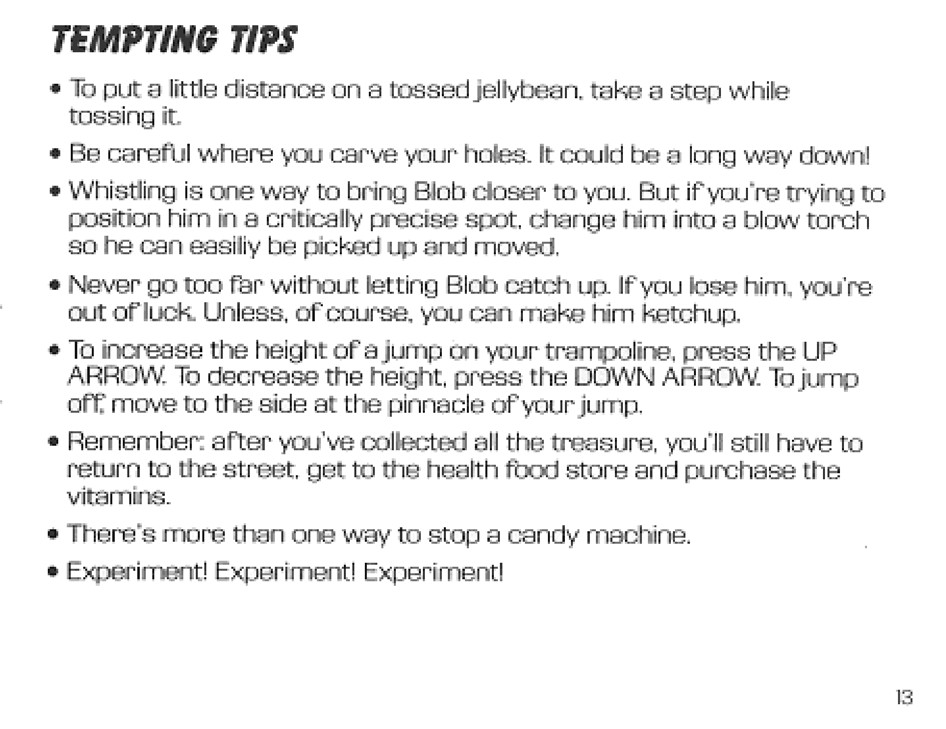 TEMPTING TIPS
• To put a little distance on a tossed jellybean, take a step while
tossing it.
• Be careful where you carve your holes. It could be a long way down!
• Whistling is one way to bring Blob closer to you. But if you're trying to
position him in a critically precise spot, change him into a blow torch
so he can easiliy be picked up and moved.
• Never go too far without letting Blob catch up. If you lose him, you're
out of luck. Unless, of course, you can make him ketchup.
• To increase the height of a jump on your trampoline, press the UP
ARROW. To decrease the height, press the DOWN ARROW. To jump
off, move to the side at the pinnacle of your jump.
• Remember: after you've collected all the treasure, you'll still have to
return to the street, get to the health food store and purchase the
vitamins.
• There's more than one way to stop a candy machine.
• Experiment! Experiment! Experiment!
13